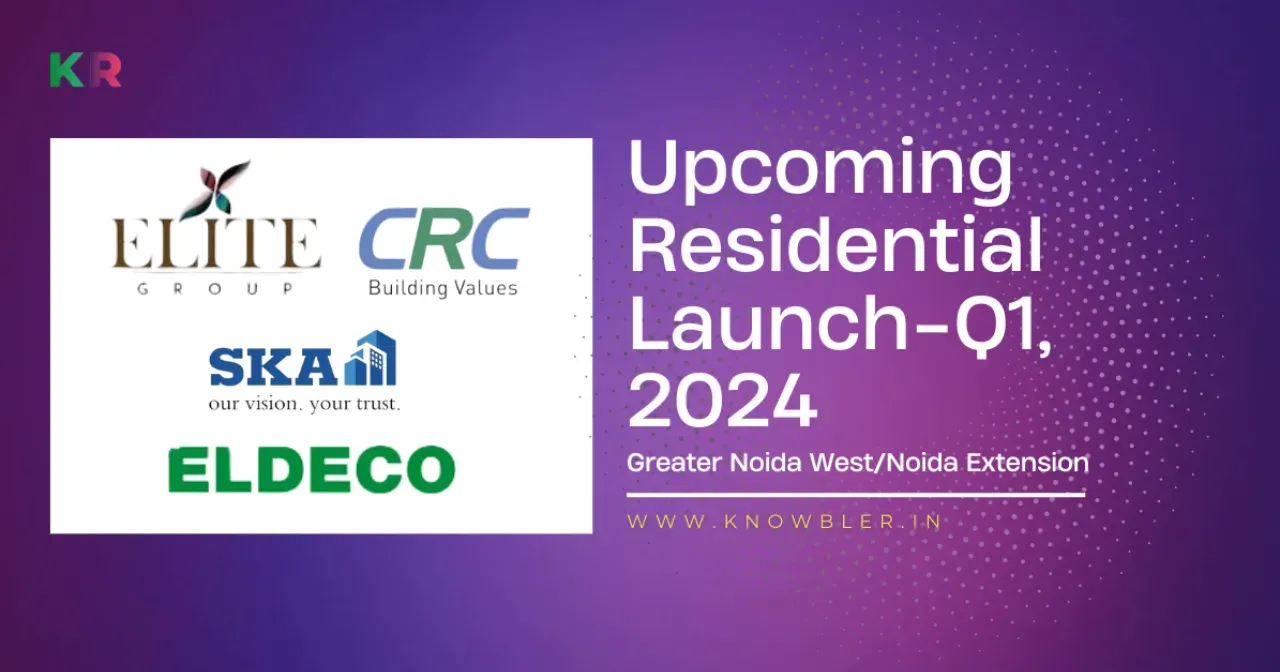 KR
ELITE
GROUP
CRC
Building Values
SKA
our vision. your trust.
ELDECO
Upcoming
Residential
Launch-Q1,
2024
Greater Noida West/Noida Extension
WWW.KNOWBLER.IN